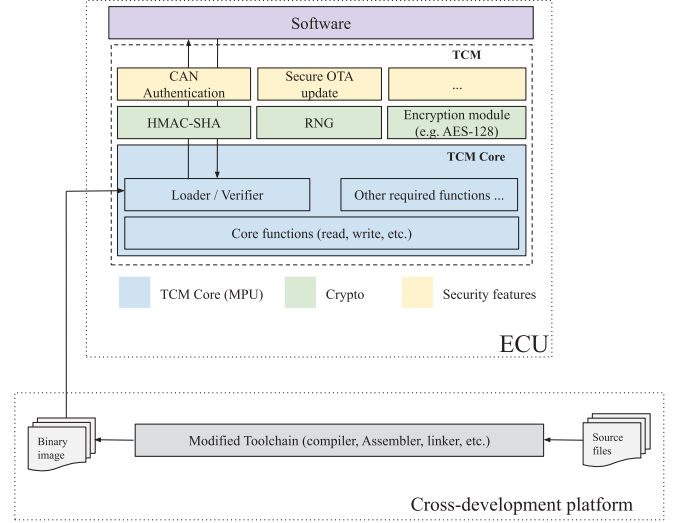 Software
TCM
CAN
Authentication
Secure OTA
update
...
HMAC-SHA
RNG
Encryption module
(e.g. AES-128)
TCM Core
Loader / Verifier
Other required functions ...
Core functions (read, write, etc.)
TCM Core (MPU)
Crypto
Security features
ECU
Binary
image
Modified Toolchain (compiler, Assembler, linker, etc.)
Source
files
Cross-development platform